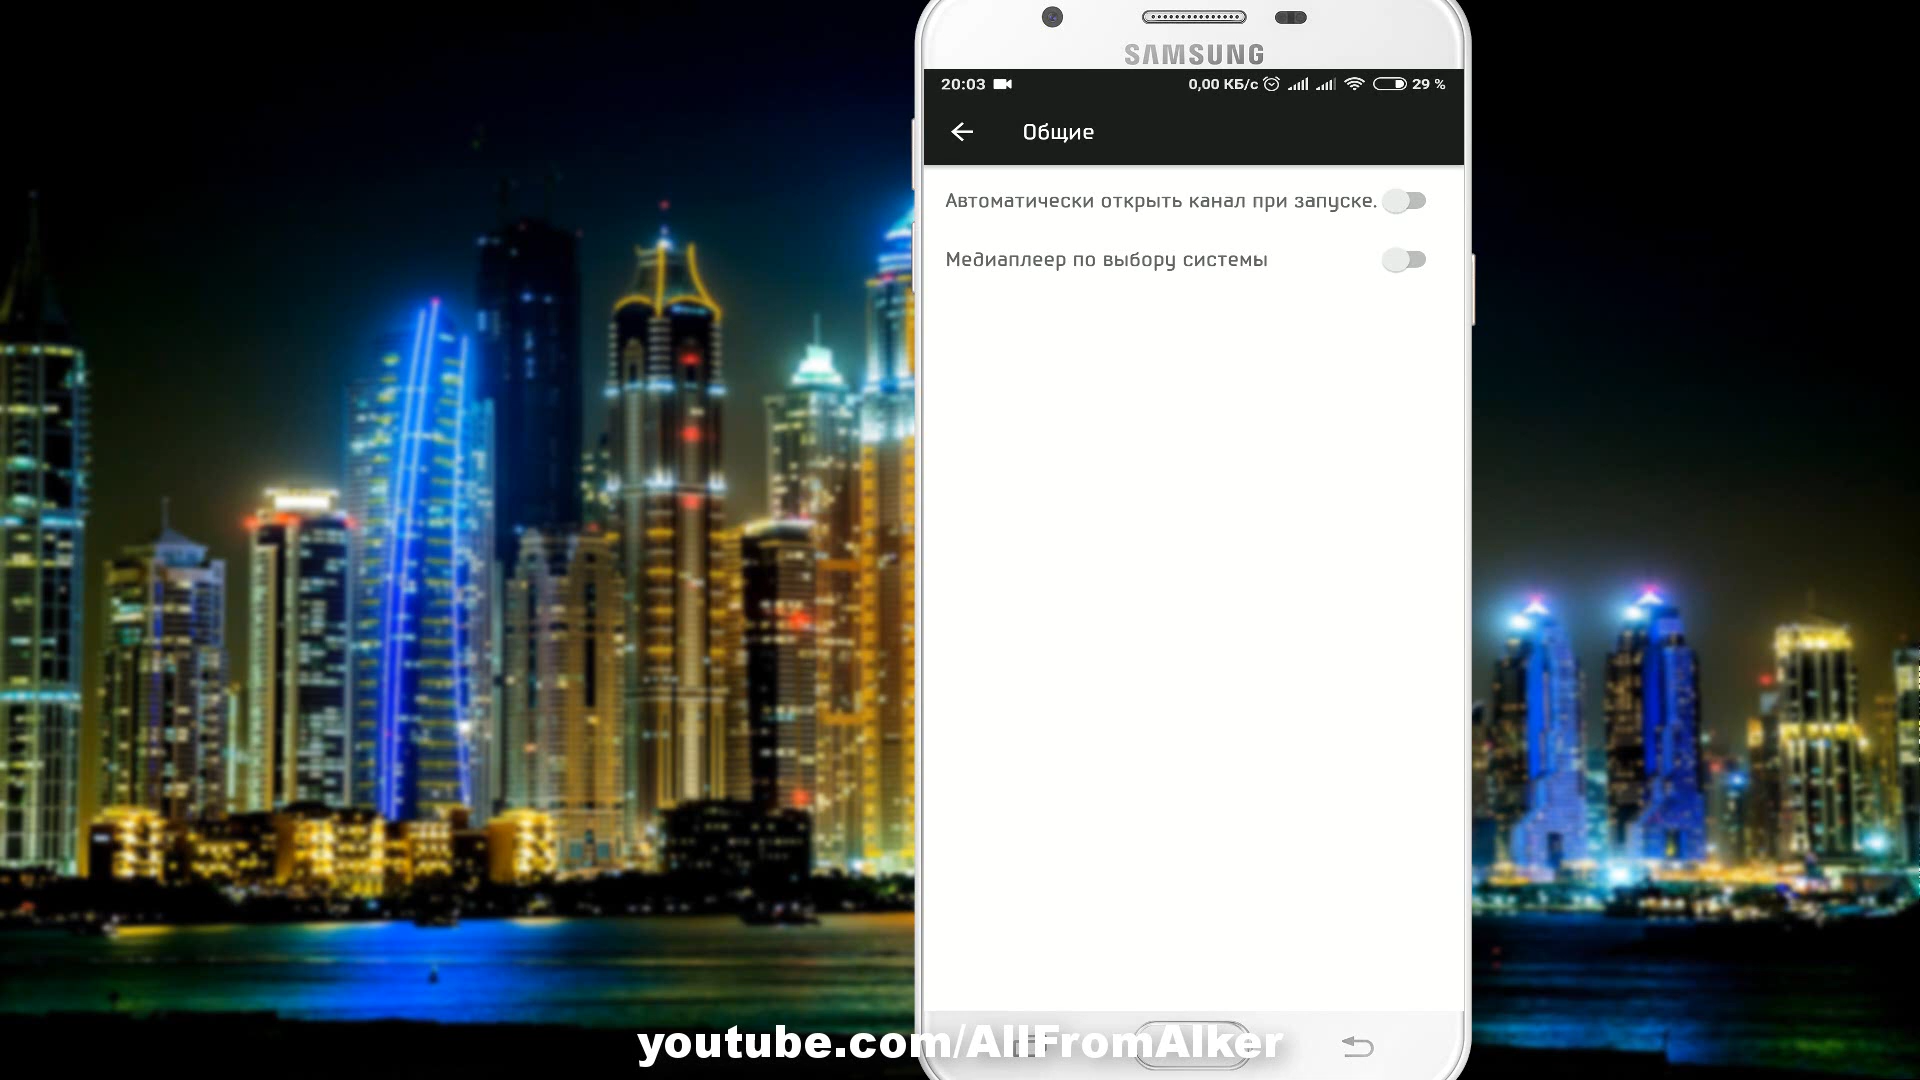 SAMSUNG
20:03 0,00 КБ/с 29 %
Общие
Автоматически открыть канал при запуске.
Медиаплеер по выбору системы
youtube.com/AllFromAlker